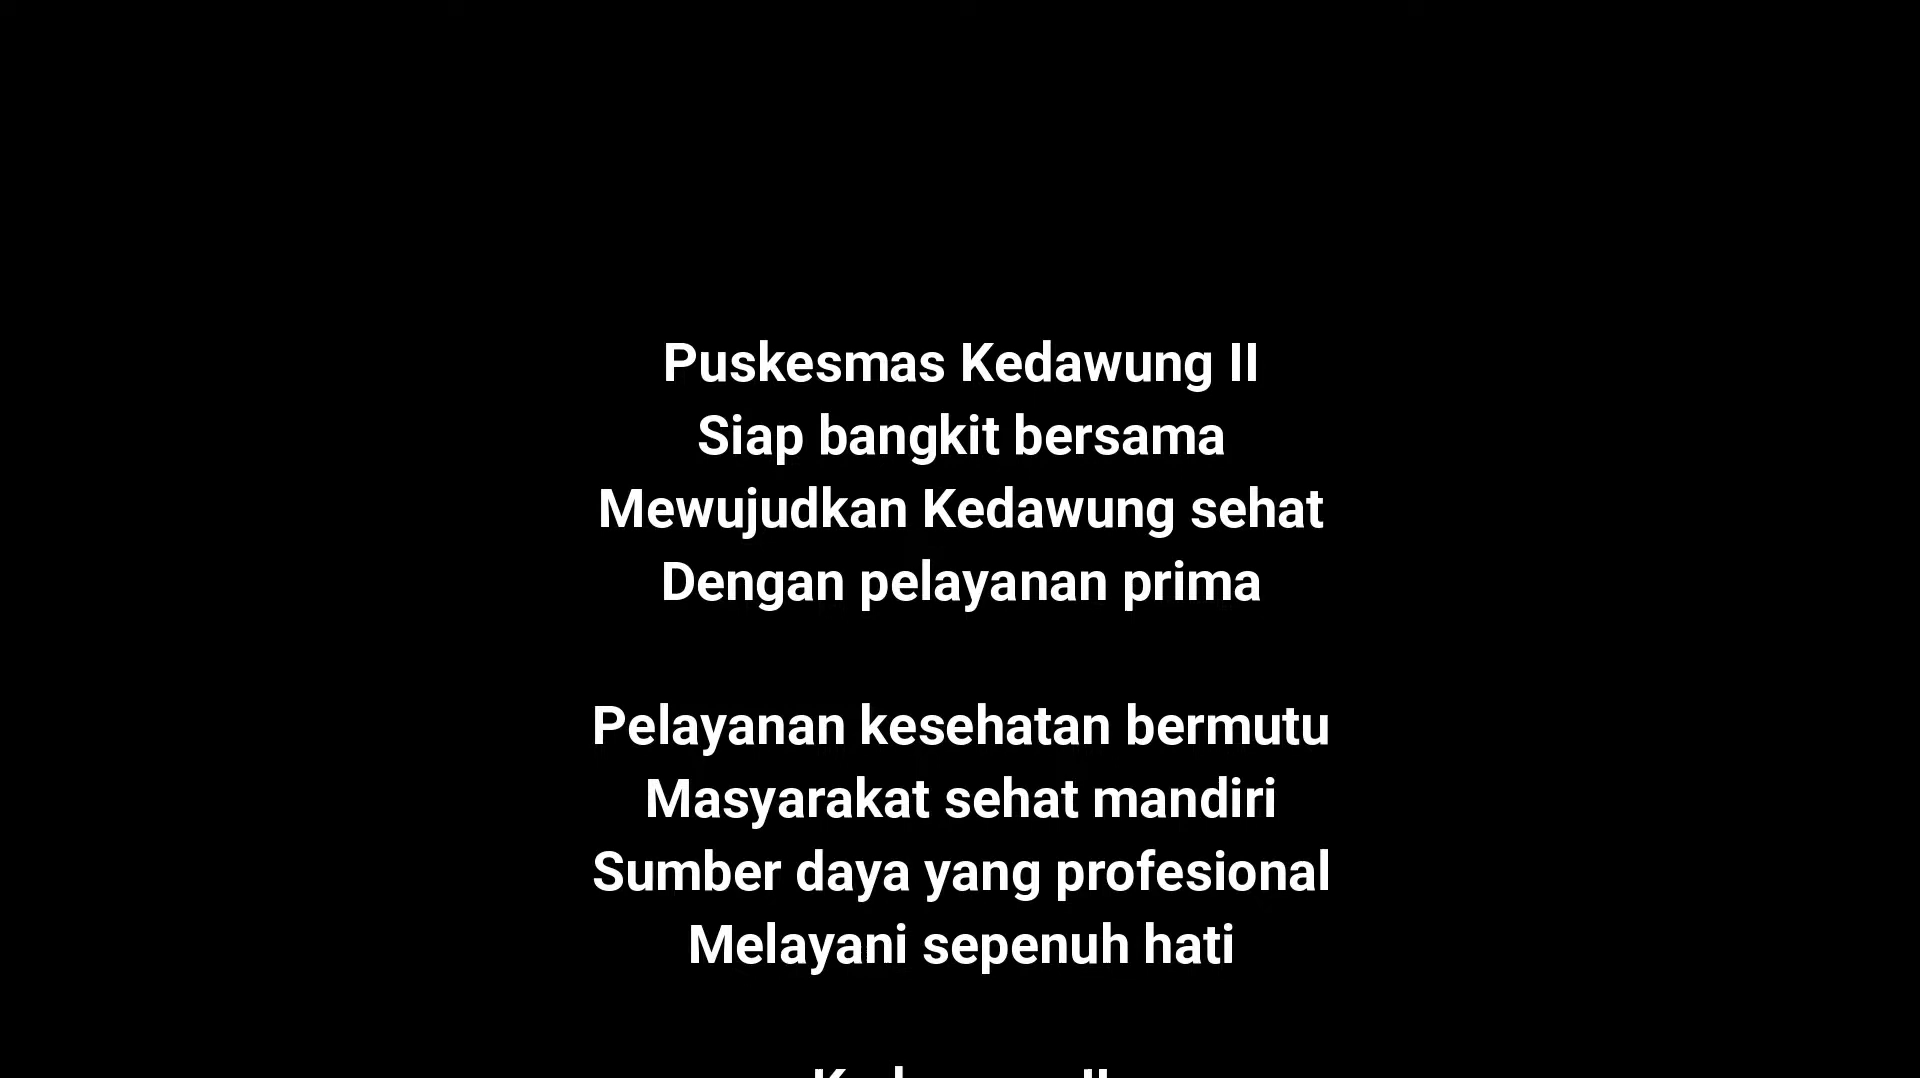 Puskesmas Kedawung II
Siap bangkit bersama
Mewujudkan Kedawung sehat
Dengan pelayanan prima
Pelayanan kesehatan bermutu
Masyarakat sehat mandiri
Sumber daya yang profesional
Melayani sepenuh hati